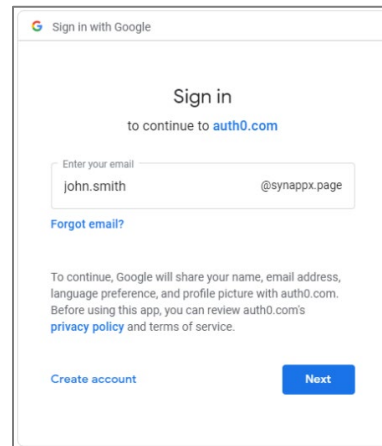 Sign in with Google
Sign in
to continue to auth0.com
Enter your email
john.smith @synappx.page
Forgot email?
To continue, Google will share your name, email address,
language preference, and profile picture with auth0.com.
Before using this app, you can review auth0.com's
privacy policy and terms of service.
Create account Next